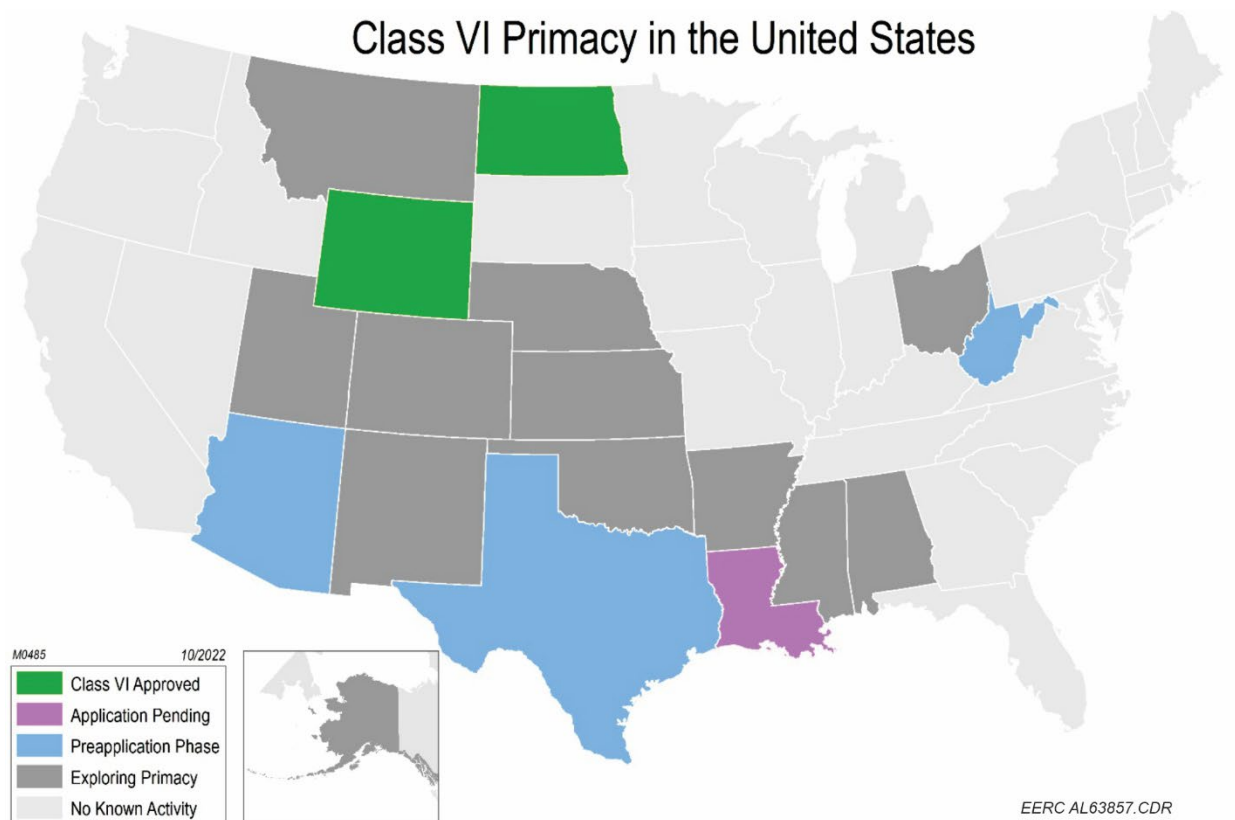 Class VI Primacy in the United States
M0485 10/2022
Class VI Approved
Application Pending
Preapplication Phase
Exploring Primacy
No Known Activity
EERC AL63857.CDR